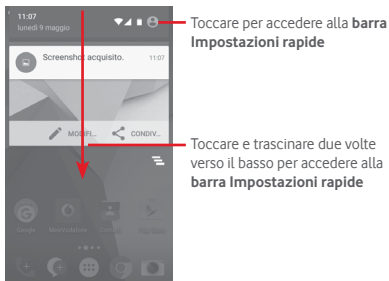 11:07
lunedì 9 maggio
Screenshot acquisito.
11:07
MODIFI...
CONDIV...
Google
Toccare per accedere alla barra
Impostazioni rapide
Toccare e trascinare due volte
verso il basso per accedere alla
barra Impostazioni rapide